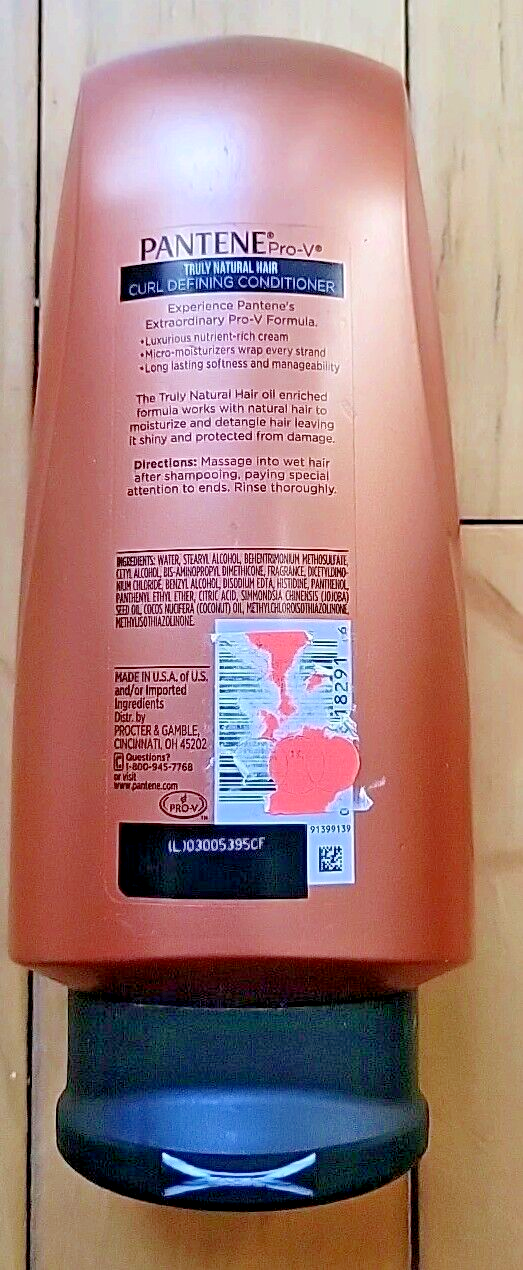 PANTENE® Pro-V®
TRULY NATURAL HAIR
CURL DEFINING CONDITIONER
Experience Pantene's
Extraordinary Pro-V Formula.
•Luxurious nutrient-rich cream
•Micro-moisturizers wrap every strand
•Long lasting softness and manageability
The Truly Natural Hair oil enriched
formula works with natural hair to
moisturize and detangle hair leaving
it shiny and protected from damage.
Directions: Massage into wet hair
after shampooing, paying special
attention to ends. Rinse thoroughly.
INGREDIENTS: WATER, STEARYL ALCOHOL, BEHENTRIMONIUM METHOSULFATE,
CETYL ALCOHOL, BIS-AMINOPROPYL DIMETHICONE, FRAGRANCE, DICETYLDIMO-
NIUM CHLORIDE, BENZYL ALCOHOL, DISODIUM EDTA, HISTIDINE, PANTHENOL,
PANTHENYL ETHYL ETHER, CITRIC ACID, SIMMONDSIA CHINENSIS (JOJOBA)
SEED OIL, COCOS NUCIFERA (COCONUT) OIL, METHYLCHLOROISOTHIAZOLINONE,
METHYLISOTHIAZOLINONE.
MADE IN U.S.A. of U.S.
and/or Imported
Ingredients
Distr. by
PROCTER & GAMBLE,
CINCINNATI, OH 45202
Questions?
1-800-945-7768
or visit
www.pantene.com
PRO-V™
18291 6
0
91399139
(L)03005395CF